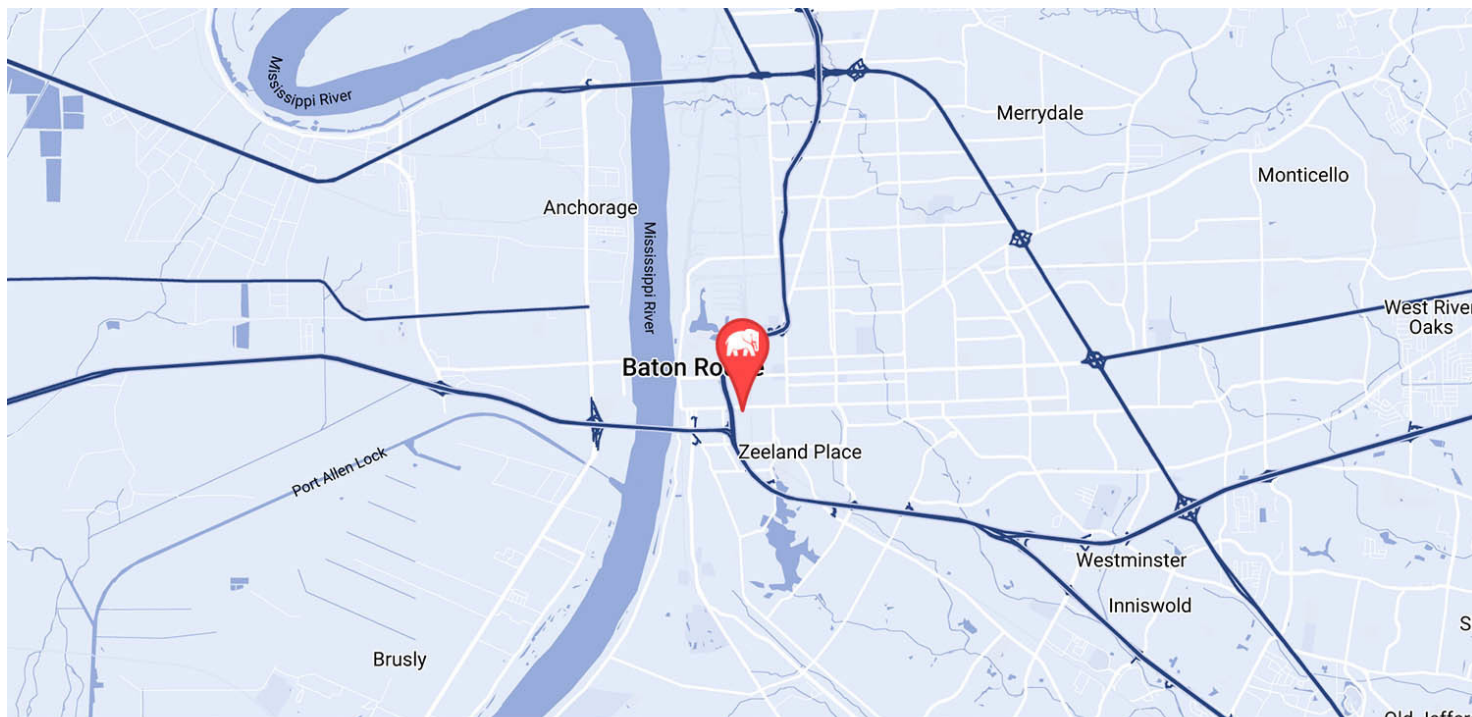 Mississippi River
Merrydale
Monticello
Anchorage
Mississippi River
West River
Oaks
Baton
Zeeland Place
Port Allen Lock
Westminster
Inniswold
Brusly